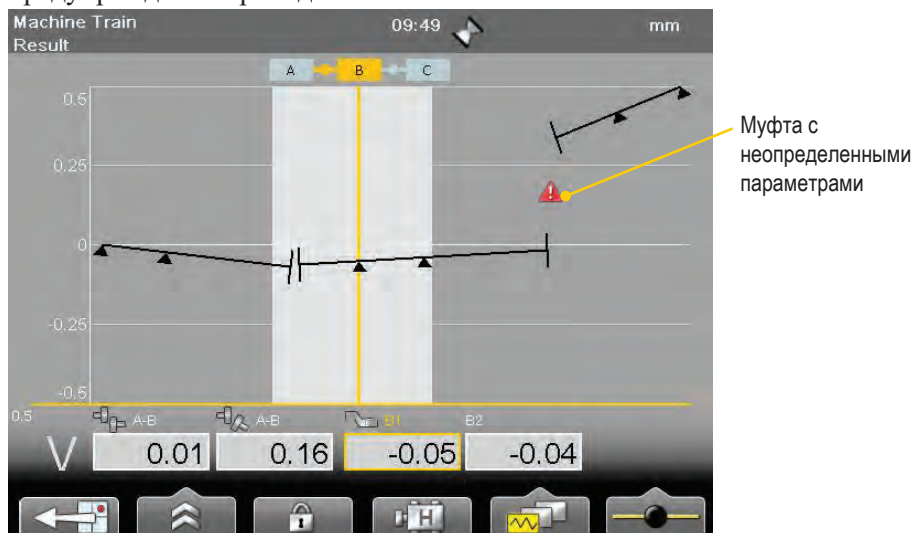 Machine Train
Result
09:49
mm
A B C
0.5
0.25
0
-0.25
-0.5
Муфта с
неопределенными
параметрами
0.5
A-B A-B B1 B2
V 0.01 0.16 -0.05 -0.04
H